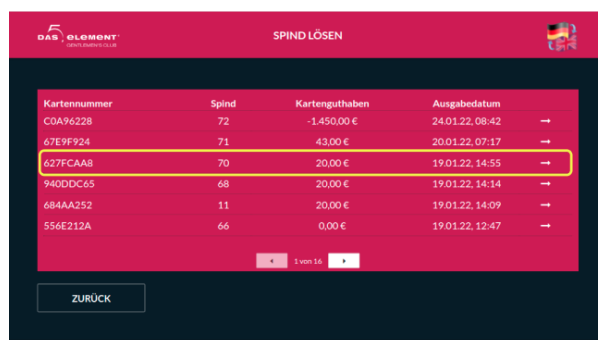 DAS 5 ELEMENT
GENTLEMEN'S CLUB
SPIND LÖSEN
Kartennummer Spind Kartenguthaben Ausgabedatum
C0A96228 72 -1.450,00 € 24.01.22, 08:42 →
67E9F924 71 43,00 € 20.01.22, 07:17 →
627FCAA8 70 20,00 € 19.01.22, 14:55 →
940DDC65 68 20,00 € 19.01.22, 14:14 →
684AA252 11 20,00 € 19.01.22, 14:09 →
556E212A 66 0,00 € 19.01.22, 12:47 →
1 von 16
ZURÜCK